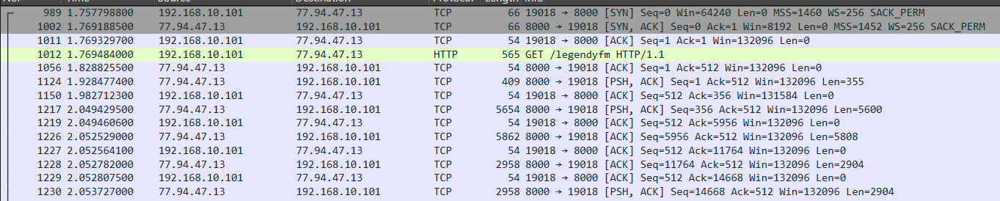 Time Source Destination Protocol Length Info
989 1.757798800 192.168.10.101 77.94.47.13 TCP 66 19018 → 8000 [SYN] Seq=0 Win=64240 Len=0 MSS=1460 WS=256 SACK_PERM
1002 1.769188500 77.94.47.13 192.168.10.101 TCP 66 8000 → 19018 [SYN, ACK] Seq=0 Ack=1 Win=8192 Len=0 MSS=1452 WS=256 SACK_PERM
1011 1.769329700 192.168.10.101 77.94.47.13 TCP 54 19018 → 8000 [ACK] Seq=1 Ack=1 Win=132096 Len=0
1012 1.769484000 192.168.10.101 77.94.47.13 HTTP 565 GET /legendyfm HTTP/1.1
1056 1.828825500 77.94.47.13 192.168.10.101 TCP 54 8000 → 19018 [ACK] Seq=1 Ack=512 Win=132096 Len=0
1124 1.928477400 77.94.47.13 192.168.10.101 TCP 409 8000 → 19018 [PSH, ACK] Seq=1 Ack=512 Win=132096 Len=355
1150 1.982712300 192.168.10.101 77.94.47.13 TCP 54 19018 → 8000 [ACK] Seq=512 Ack=356 Win=131584 Len=0
1217 2.049429500 77.94.47.13 192.168.10.101 TCP 5654 8000 → 19018 [PSH, ACK] Seq=356 Ack=512 Win=132096 Len=5600
1219 2.049460600 192.168.10.101 77.94.47.13 TCP 54 19018 → 8000 [ACK] Seq=512 Ack=5956 Win=132096 Len=0
1226 2.052529000 77.94.47.13 192.168.10.101 TCP 5862 8000 → 19018 [ACK] Seq=5956 Ack=512 Win=132096 Len=5808
1227 2.052564100 192.168.10.101 77.94.47.13 TCP 54 19018 → 8000 [ACK] Seq=512 Ack=11764 Win=132096 Len=0
1228 2.052782000 77.94.47.13 192.168.10.101 TCP 2958 8000 → 19018 [ACK] Seq=11764 Ack=512 Win=132096 Len=2904
1229 2.052807500 192.168.10.101 77.94.47.13 TCP 54 19018 → 8000 [ACK] Seq=512 Ack=14668 Win=132096 Len=0
1230 2.053727000 77.94.47.13 192.168.10.101 TCP 2958 8000 → 19018 [PSH, ACK] Seq=14668 Ack=512 Win=132096 Len=2904